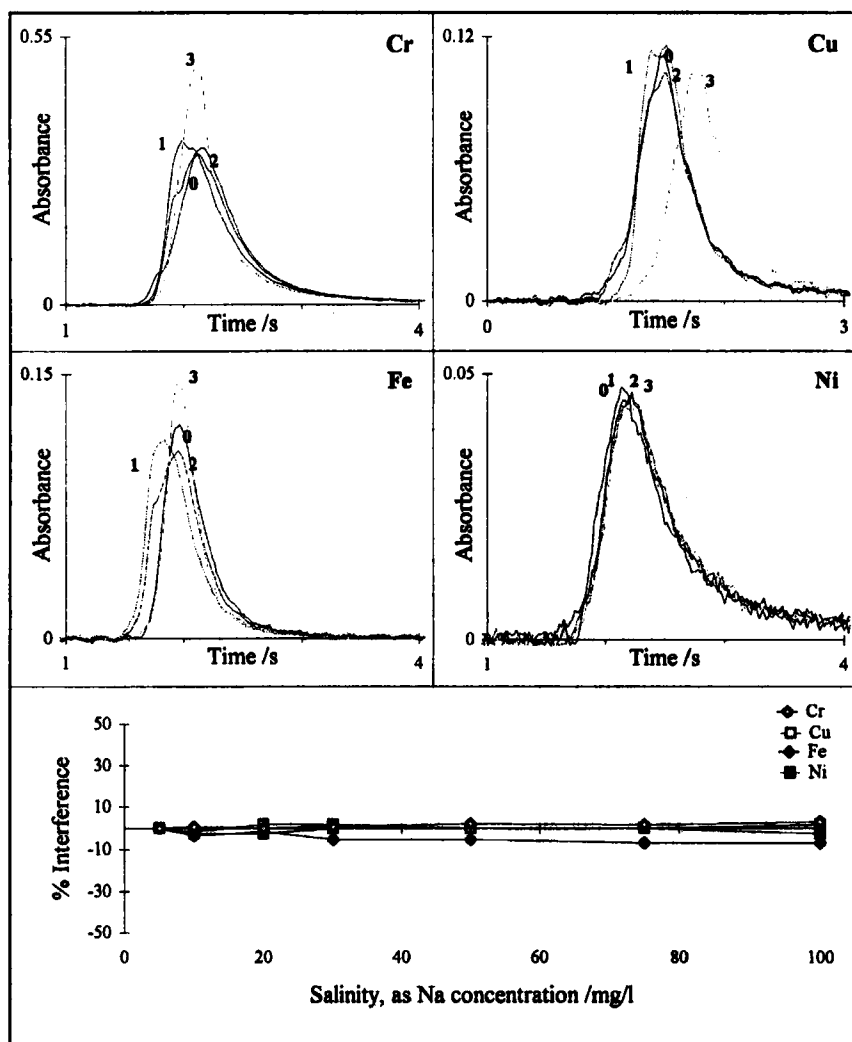 0.55
Cr
3
1
2
0
Absorbance
0
1
Time /s
4
0.12
Cu
1
0
2
3
Absorbance
0
0
Time /s
3
0.15
Fe
3
0
1
2
Absorbance
0
1
Time /s
4
0.05
Ni
0 1 2 3
Absorbance
0
1
Time /s
4
50
30
10
-10
-30
-50
% Interference
Cr
Cu
Fe
Ni
0 20 40 60 80 100
Salinity, as Na concentration /mg/l